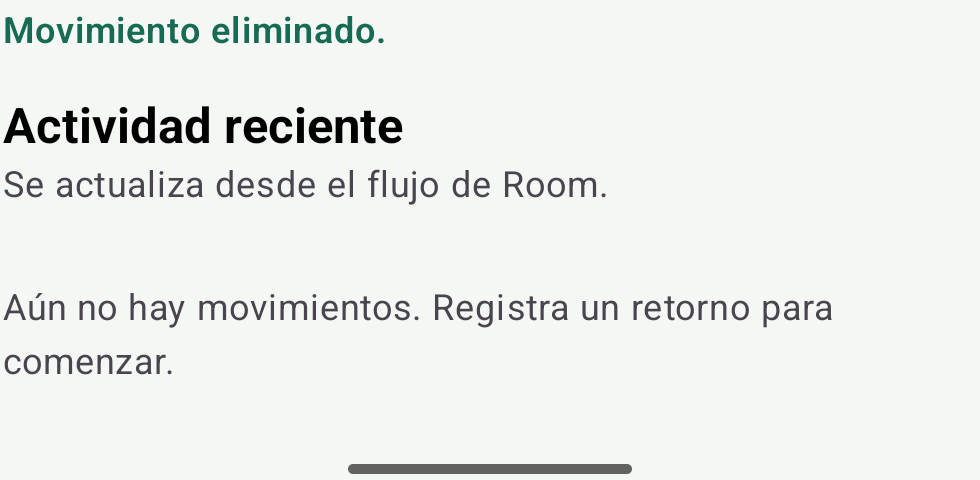 Movimiento eliminado.
Actividad reciente
Se actualiza desde el flujo de Room.
Aún no hay movimientos. Registra un retorno para
comenzar.